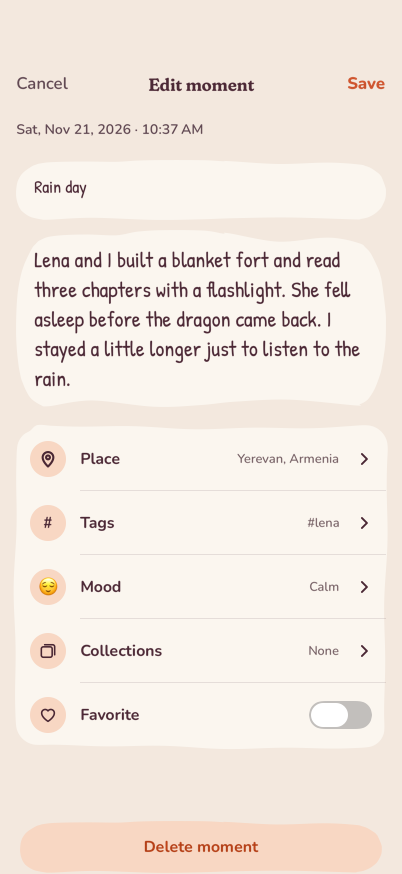 Cancel
Edit moment
Save
Sat, Nov 21, 2026 · 10:37 AM
Rain day
Lena and I built a blanket fort and read
three chapters with a flashlight. She fell
asleep before the dragon came back. I
stayed a little longer just to listen to the
rain.
Place
Yerevan, Armenia
# Tags
#lena
Mood
Calm
Collections
None
Favorite
Delete moment